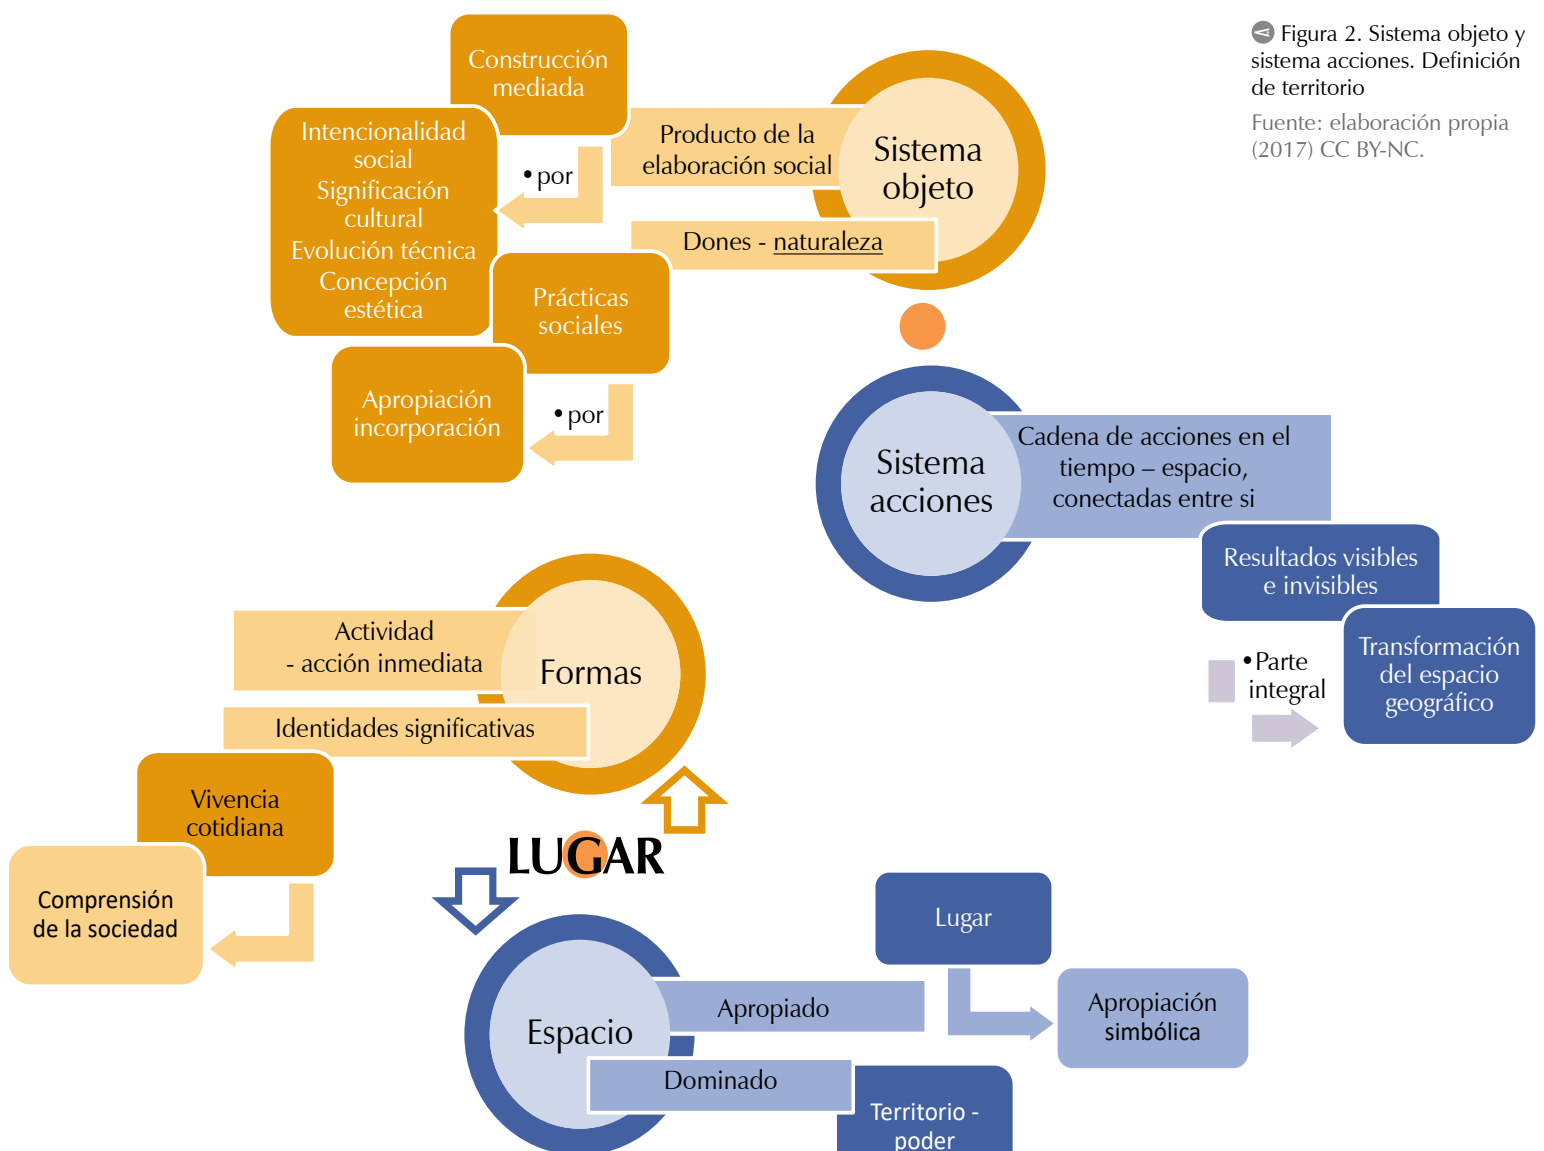 Figura 2. Sistema objeto y
sistema acciones. Definición
de territorio
Fuente: elaboración propia
(2017) CC BY-NC.
Construcción
mediada
Intencionalidad
social
Significación
cultural
Evolución técnica
Concepción
estética
• por
Producto de la
elaboración social
Sistema
objeto
Dones - naturaleza
Prácticas
sociales
Apropiación
incorporación
• por
Sistema
acciones
Cadena de acciones en el
tiempo – espacio,
conectadas entre si
Resultados visibles
e invisibles
• Parte
integral
Transformación
del espacio
geográfico
Actividad
- acción inmediata
Formas
Identidades significativas
Vivencia
cotidiana
Comprensión
de la sociedad
LUGAR
Lugar
Apropiación
simbólica
Espacio
Apropiado
Dominado
Territorio -
poder